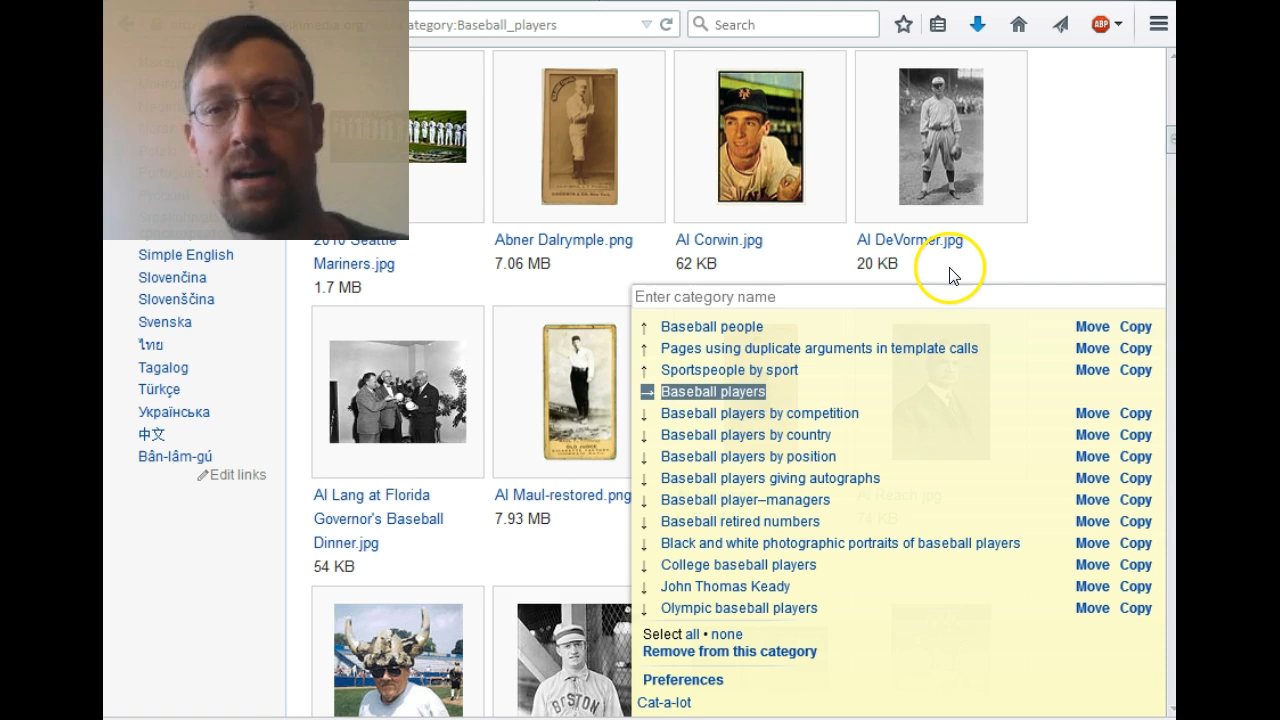 ategory:Baseball_players
Search
ABP
2010 Seattle
Mariners.jpg
1.7 MB
Abner Dalrymple.png
7.06 MB
Al Corwin.jpg
62 KB
Al DeVormer.jpg
20 KB
Simple English
Slovenčina
Slovenščina
Svenska
ไทย
Tagalog
Türkçe
Українська
中文
Bân-lâm-gú
Edit links
Al Lang at Florida
Governor's Baseball
Dinner.jpg
54 KB
Al Maul-restored.png
7.93 MB
Al Reach.jpg
74 KB
BOSTON
Enter category name
↑ Baseball people Move Copy
↑ Pages using duplicate arguments in template calls Move Copy
↑ Sportspeople by sport Move Copy
→ Baseball players
↓ Baseball players by competition Move Copy
↓ Baseball players by country Move Copy
↓ Baseball players by position Move Copy
↓ Baseball players giving autographs Move Copy
↓ Baseball player–managers Move Copy
↓ Baseball retired numbers Move Copy
↓ Black and white photographic portraits of baseball players Move Copy
↓ College baseball players Move Copy
↓ John Thomas Keady Move Copy
↓ Olympic baseball players Move Copy
Select all • none
Remove from this category
Preferences
Cat-a-lot